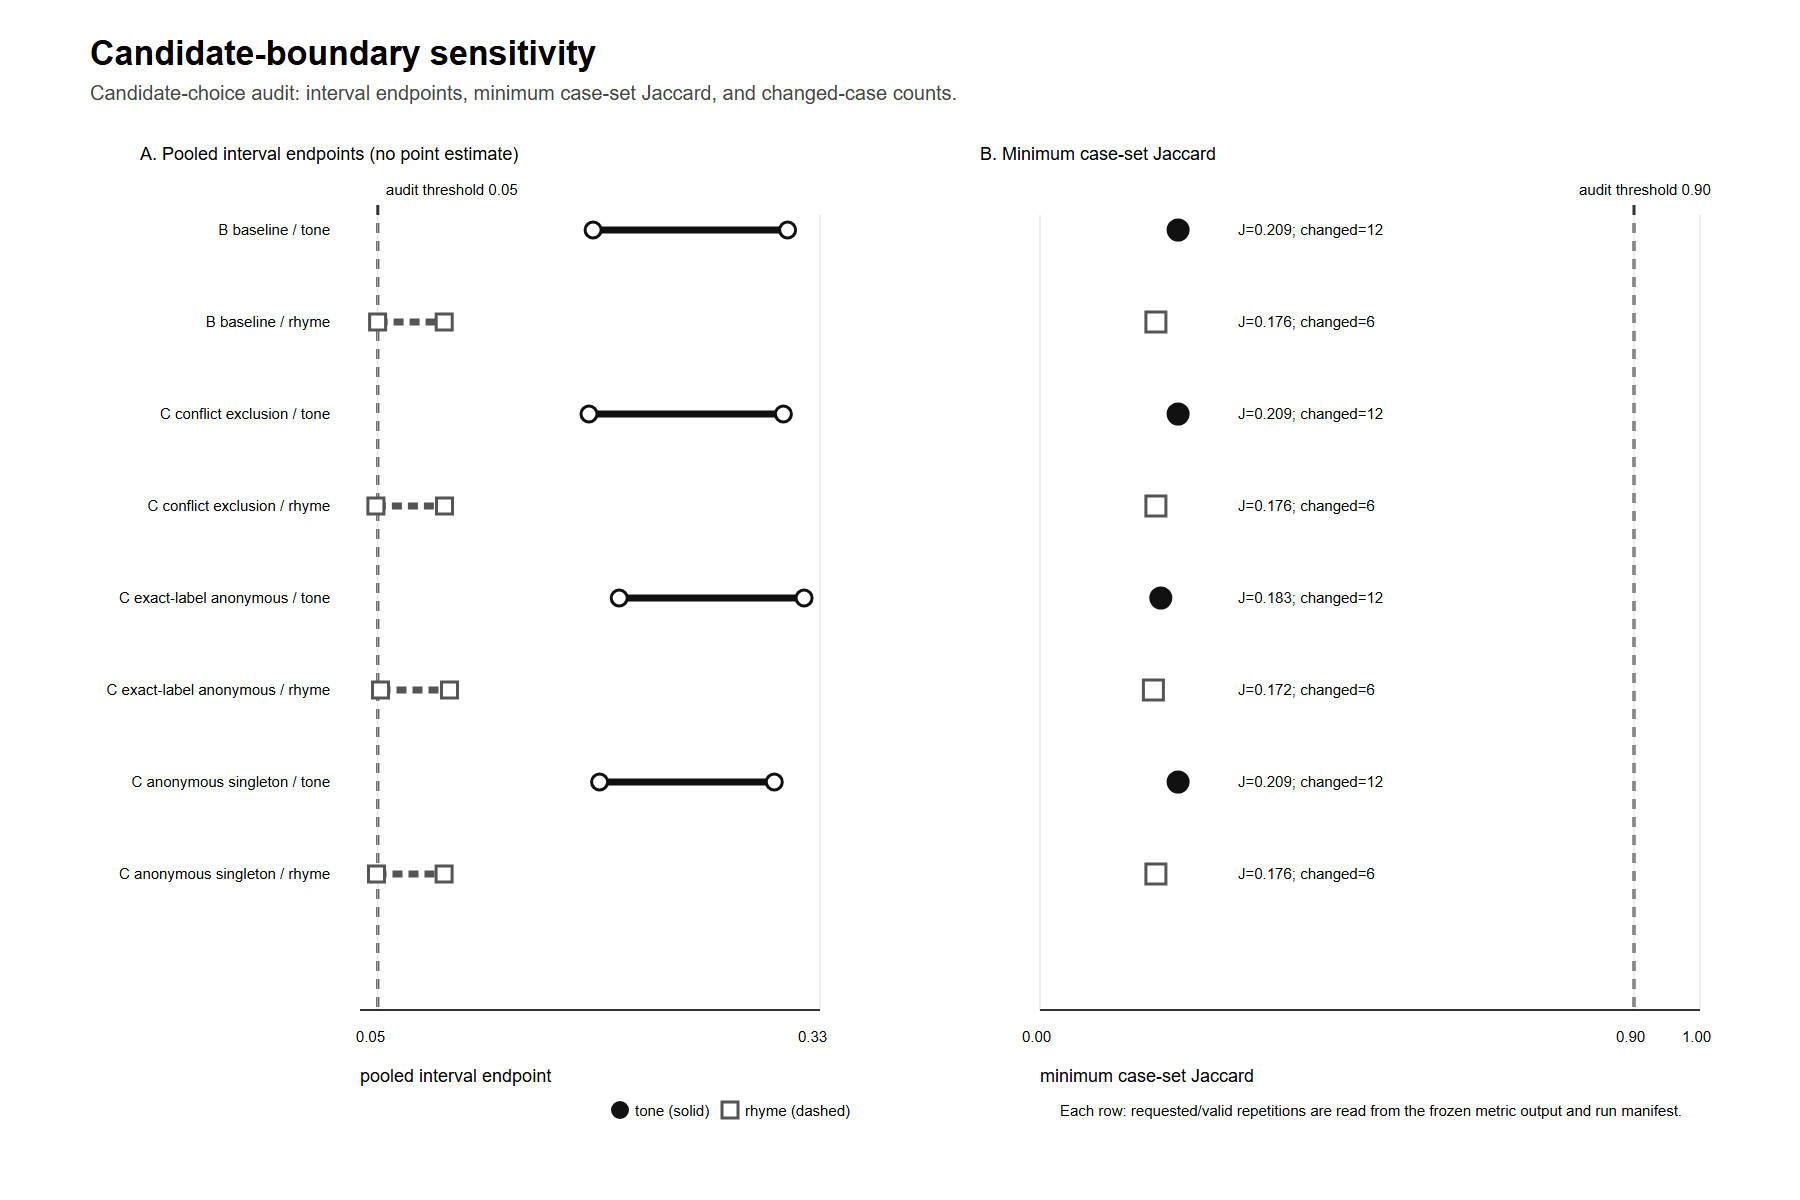 Candidate-boundary sensitivity
Candidate-choice audit: interval endpoints, minimum case-set Jaccard, and changed-case counts.
A. Pooled interval endpoints (no point estimate)
audit threshold 0.05
B baseline / tone
B baseline / rhyme
C conflict exclusion / tone
C conflict exclusion / rhyme
C exact-label anonymous / tone
C exact-label anonymous / rhyme
C anonymous singleton / tone
C anonymous singleton / rhyme
0.05
0.33
pooled interval endpoint
tone (solid)
rhyme (dashed)
B. Minimum case-set Jaccard
audit threshold 0.90
J=0.209; changed=12
J=0.176; changed=6
J=0.209; changed=12
J=0.176; changed=6
J=0.183; changed=12
J=0.172; changed=6
J=0.209; changed=12
J=0.176; changed=6
0.00
0.90
1.00
minimum case-set Jaccard
Each row: requested/valid repetitions are read from the frozen metric output and run manifest.